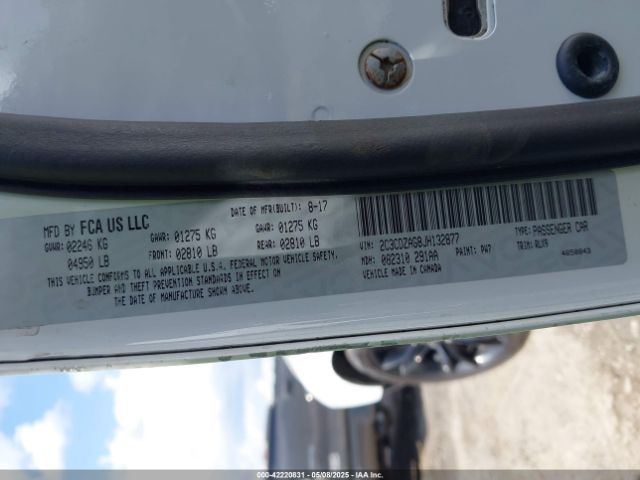 MFD BY FCA US LLC
DATE OF MFR(BUILT): 8-17
GVWR: 02246 KG
04950 LB
GAWR: 01275 KG
FRONT: 02810 LB
GAWR: 01275 KG
REAR: 02810 LB
THIS VEHICLE CONFORMS TO ALL APPLICABLE U.S.A. FEDERAL MOTOR VEHICLE SAFETY,
BUMPER AND THEFT PREVENTION STANDARDS IN EFFECT ON
THE DATE OF MANUFACTURE SHOWN ABOVE.
VIN: 2C3CDZAG8JH132877
TYPE: PASSENGER CAR
MDH: 082310 291AA
PAINT: PW7
TRIM: RLX9
VEHICLE MADE IN CANADA
000-42220831 - 05/08/2025 - IAA Inc.